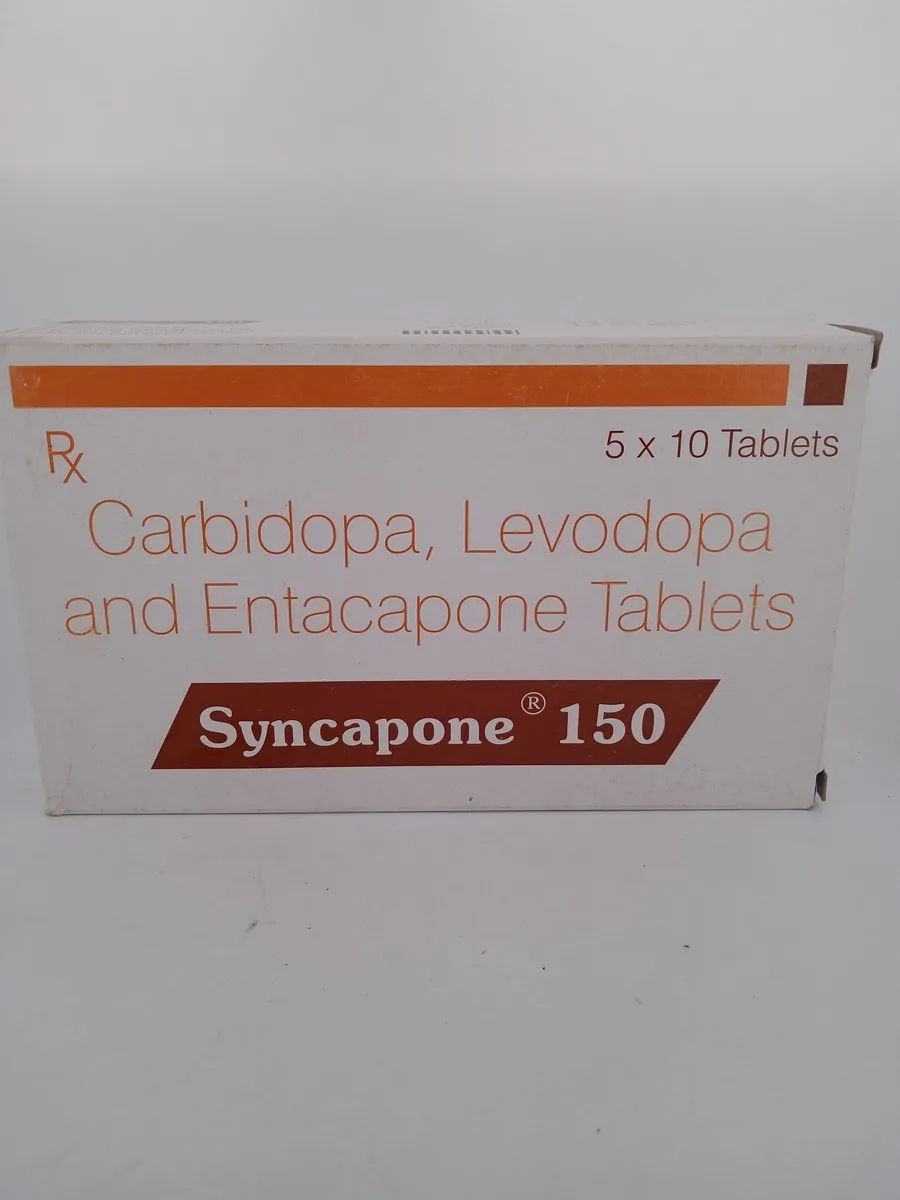 Rx
5 x 10 Tablets
Carbidopa, Levodopa
and Entacapone Tablets
Syncapone® 150